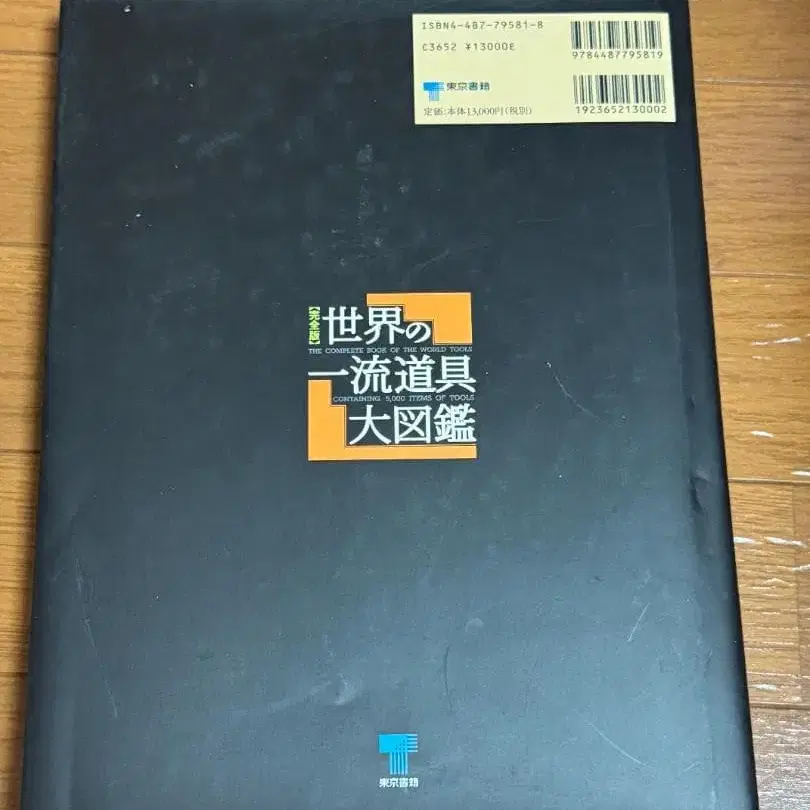 ISBN4-487-79581-8
C3652 ¥13000E
9784487795819
東京書籍
定価:本体13,000円(税別)
1923652130002
【完全版】
世界の
THE COMPLETE BOOK OF THE WORLD TOOLS
一流道具
CONTAINING 5,000 ITEMS OF TOOLS
大図鑑
東京書籍